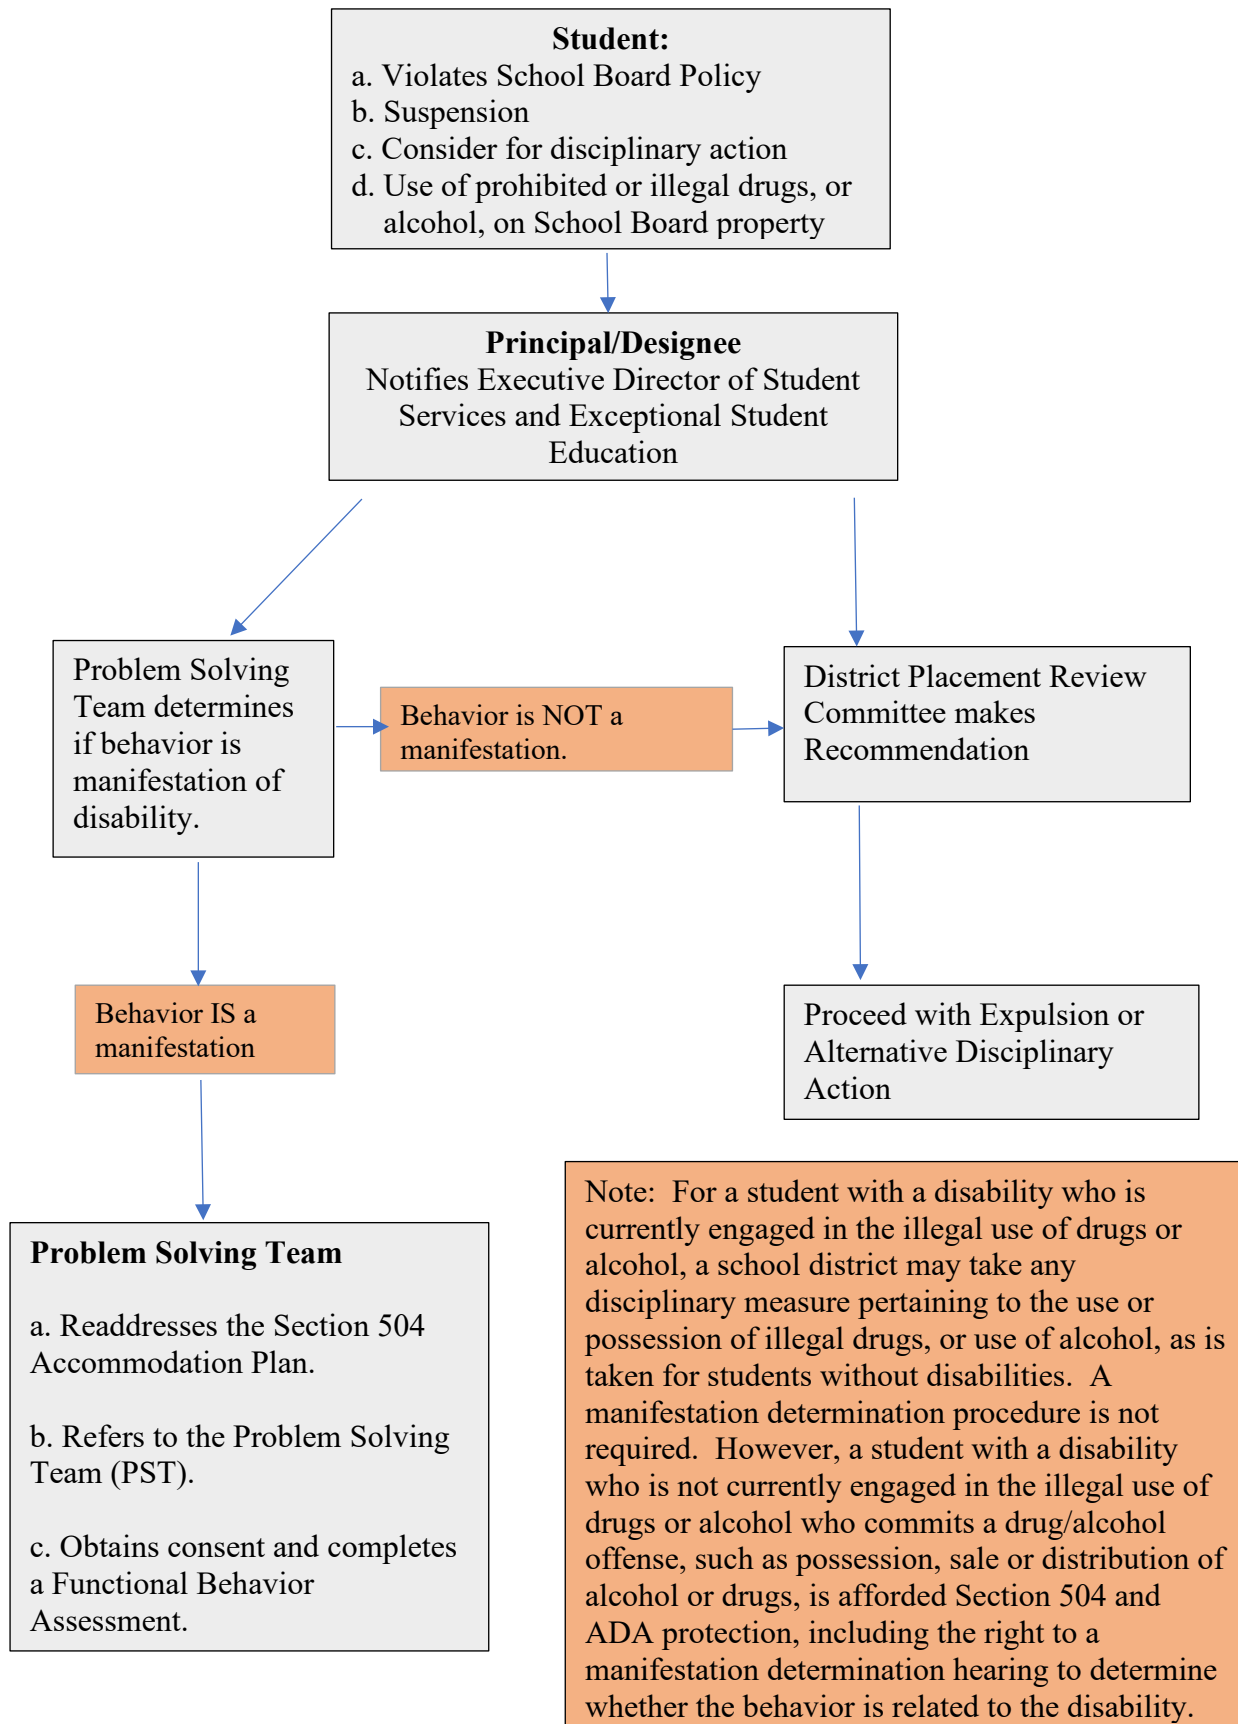 Student:
a. Violates School Board Policy
b. Suspension
c. Consider for disciplinary action
d. Use of prohibited or illegal drugs, or
alcohol, on School Board property
Principal/Designee
Notifies Executive Director of Student
Services and Exceptional Student
Education
Problem Solving
Team determines
if behavior is
manifestation of
disability.
Behavior is NOT a
manifestation.
District Placement Review
Committee makes
Recommendation
Behavior IS a
manifestation
Proceed with Expulsion or
Alternative Disciplinary
Action
Problem Solving Team
a. Readdresses the Section 504
Accommodation Plan.
b. Refers to the Problem Solving
Team (PST).
c. Obtains consent and completes
a Functional Behavior
Assessment.
Note:  For a student with a disability who is
currently engaged in the illegal use of drugs or
alcohol, a school district may take any
disciplinary measure pertaining to the use or
possession of illegal drugs, or use of alcohol, as is
taken for students without disabilities.  A
manifestation determination procedure is not
required.  However, a student with a disability
who is not currently engaged in the illegal use of
drugs or alcohol who commits a drug/alcohol
offense, such as possession, sale or distribution of
alcohol or drugs, is afforded Section 504 and
ADA protection, including the right to a
manifestation determination hearing to determine
whether the behavior is related to the disability.